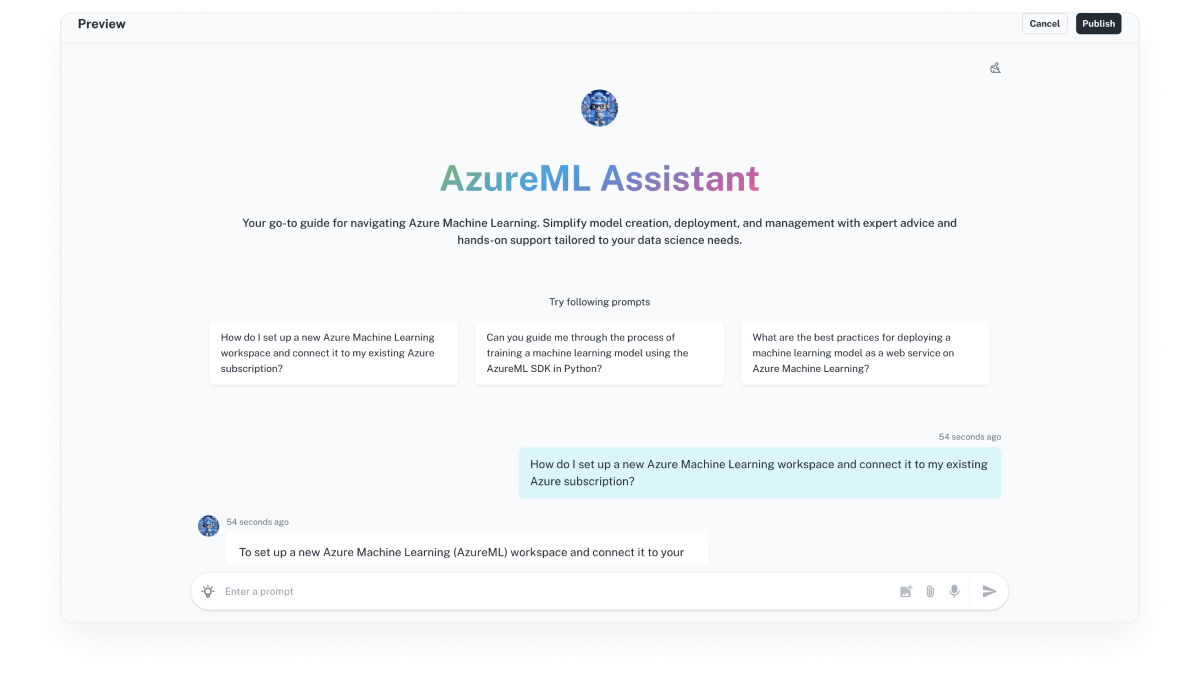 Preview
Cancel
Publish
AzureML Assistant
Your go-to guide for navigating Azure Machine Learning. Simplify model creation, deployment, and management with expert advice and
hands-on support tailored to your data science needs.
Try following prompts
How do I set up a new Azure Machine Learning
workspace and connect it to my existing Azure
subscription?
Can you guide me through the process of
training a machine learning model using the
AzureML SDK in Python?
What are the best practices for deploying a
machine learning model as a web service on
Azure Machine Learning?
54 seconds ago
How do I set up a new Azure Machine Learning workspace and connect it to my existing
Azure subscription?
54 seconds ago
To set up a new Azure Machine Learning (AzureML) workspace and connect it to your
Enter a prompt